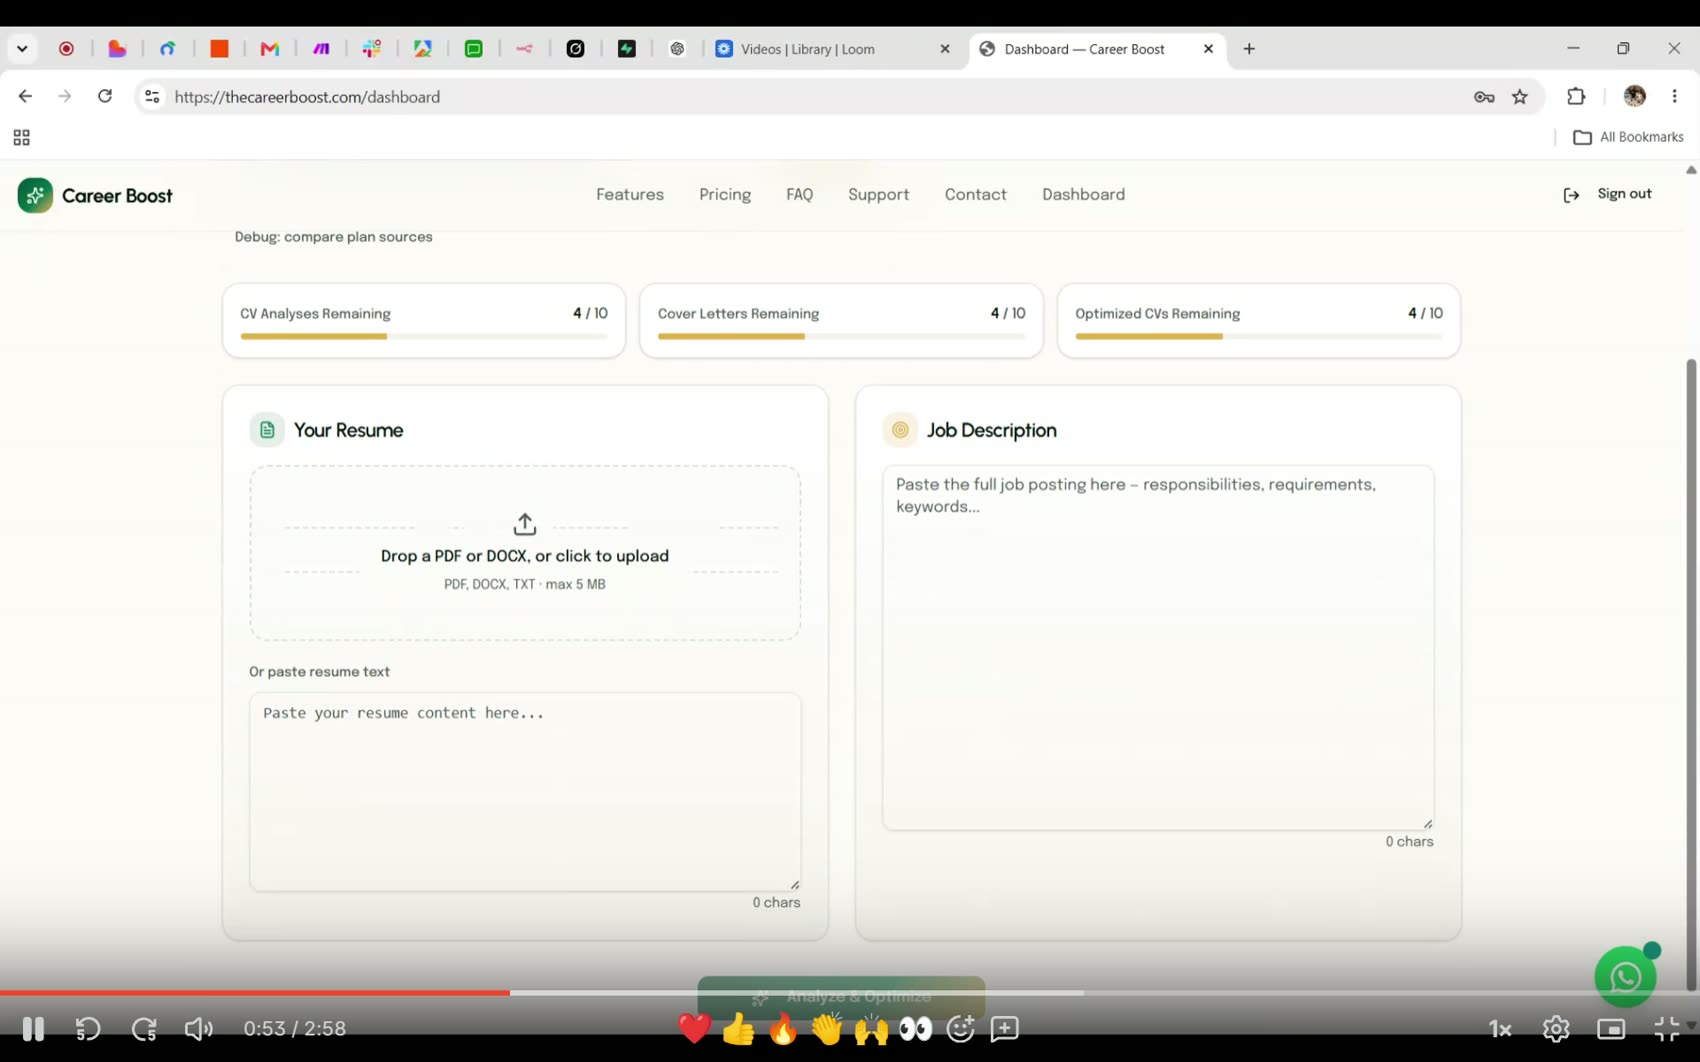 Videos | Library | Loom
Dashboard — Career Boost
https://thecareerboost.com/dashboard
All Bookmarks
Career Boost
Features
Pricing
FAQ
Support
Contact
Dashboard
Sign out
Debug: compare plan sources
CV Analyses Remaining
4 / 10
Cover Letters Remaining
4 / 10
Optimized CVs Remaining
4 / 10
Your Resume
Drop a PDF or DOCX, or click to upload
PDF, DOCX, TXT · max 5 MB
Or paste resume text
Paste your resume content here...
0 chars
Job Description
Paste the full job posting here – responsibilities, requirements,
keywords...
0 chars
Analyze & Optimize
0:53 / 2:58
1x